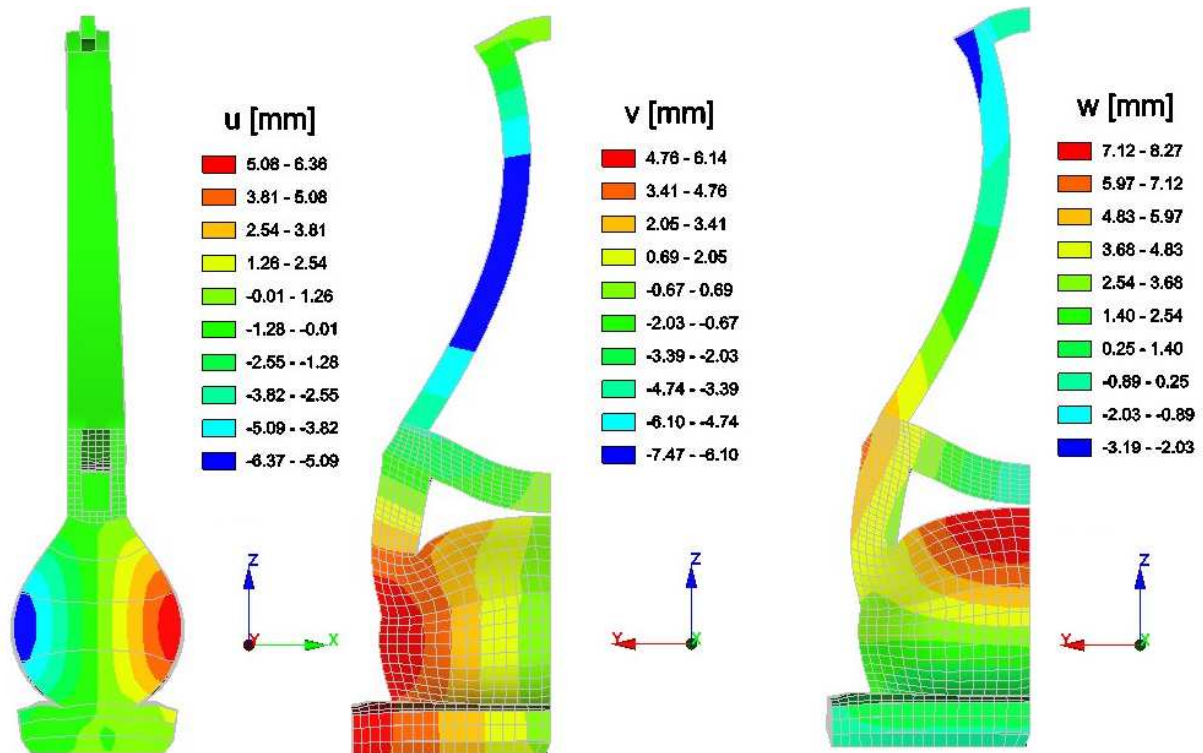 u [mm]
5.08 - 6.36
3.81 - 5.08
2.54 - 3.81
1.26 - 2.54
-0.01 - 1.26
-1.28 - -0.01
-2.55 - -1.28
-3.82 - -2.55
-5.09 - -3.82
-6.37 - -5.09
Z
Y
X
v [mm]
4.76 - 6.14
3.41 - 4.76
2.05 - 3.41
0.69 - 2.05
-0.67 - 0.69
-2.03 - -0.67
-3.39 - -2.03
-4.74 - -3.39
-6.10 - -4.74
-7.47 - -6.10
Z
Y
X
w [mm]
7.12 - 8.27
5.97 - 7.12
4.83 - 5.97
3.68 - 4.83
2.54 - 3.68
1.40 - 2.54
0.25 - 1.40
-0.89 - 0.25
-2.03 - -0.89
-3.19 - -2.03
Z
Y
X